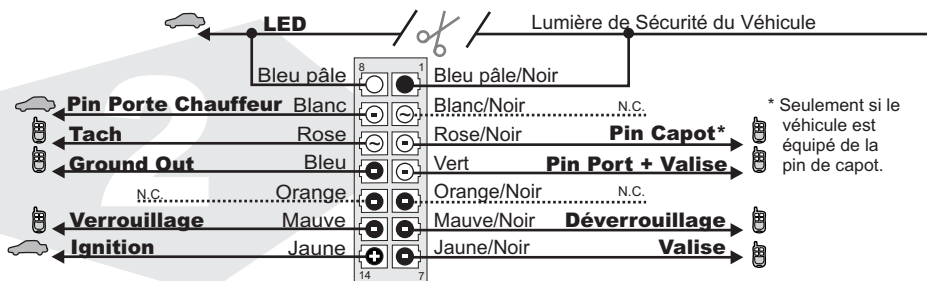 LED Lumière de Sécurité du Véhicule
8 1
Bleu pâle Bleu pâle/Noir
Pin Porte Chauffeur Blanc Blanc/Noir N.C.
Tach Rose Rose/Noir Pin Capot*
Ground Out Bleu Vert Pin Port + Valise
N.C. Orange Orange/Noir N.C.
Verrouillage Mauve Mauve/Noir Déverrouillage
Ignition Jaune Jaune/Noir Valise
14 7
* Seulement si le
véhicule est
équipé de la
pin de capot.
2